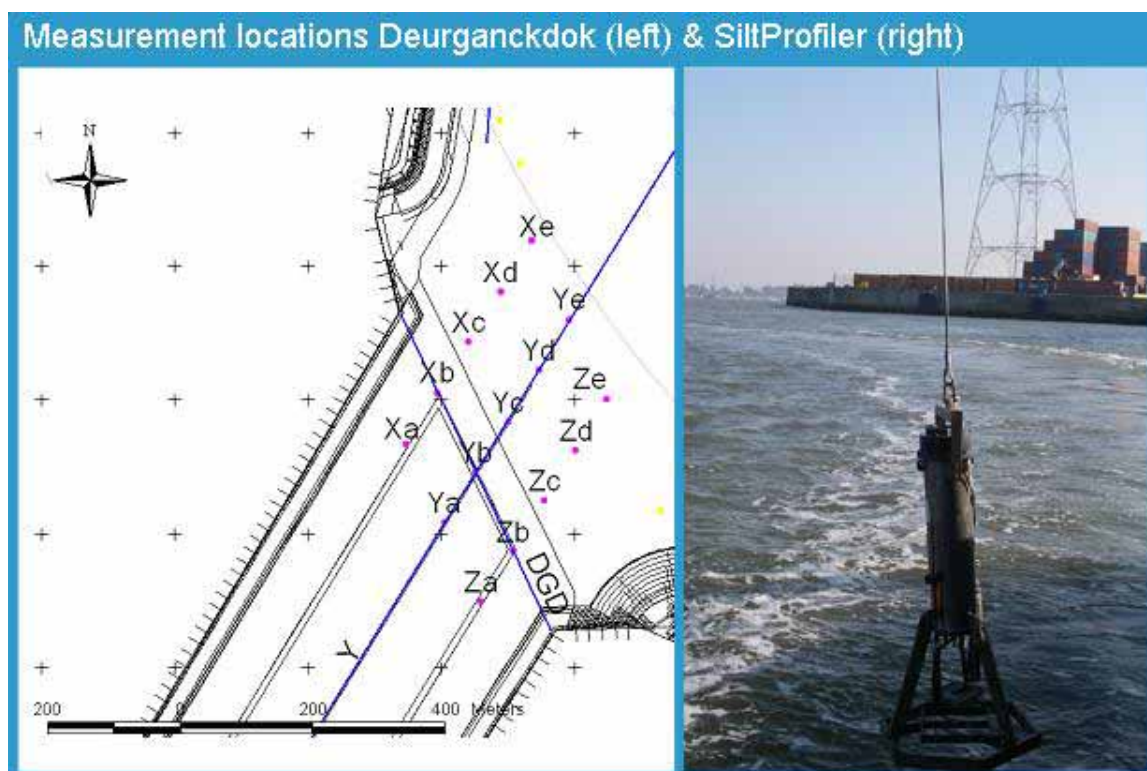 Measurement locations Deurganckdok (left) & SiltProfiler (right)
N
Xe
Xd
Ye
Xc
Yd
Xb
Ze
Yc
Xa
Zd
Yb
Zc
Ya
Zb
DGD
Za
Y
200 0 200 400 Meters